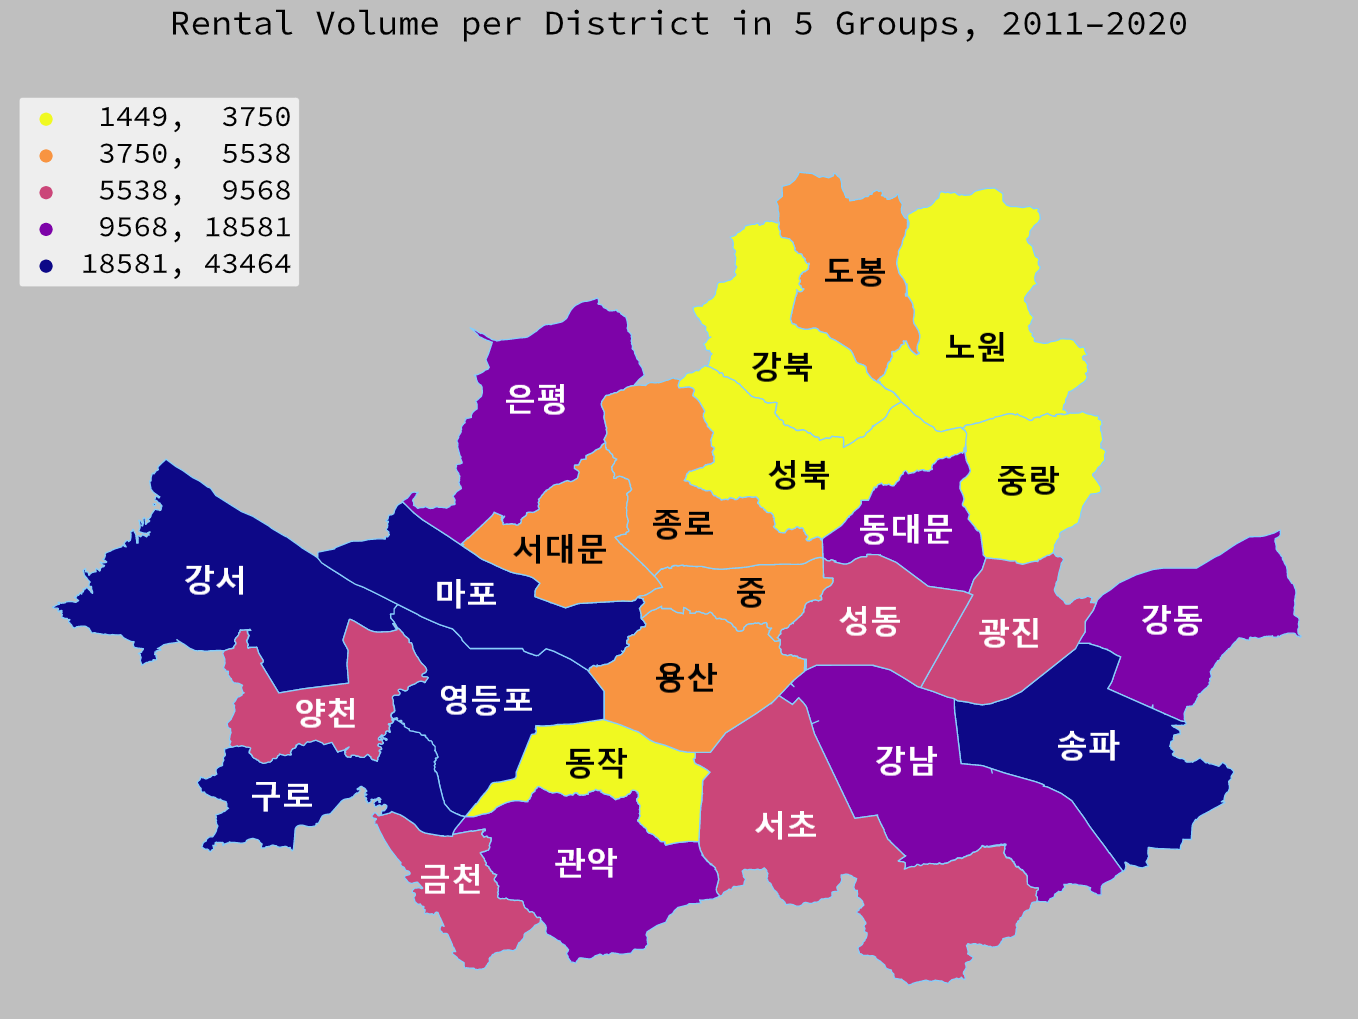 Rental Volume per District in 5 Groups, 2011–2020
1449, 3750
3750, 5538
5538, 9568
9568, 18581
18581, 43464
도봉
노원
강북
은평
성북
중랑
종로
동대문
서대문
강서
마포
중
성동
강동
광진
용산
영등포
양천
송파
강남
동작
구로
서초
관악
금천